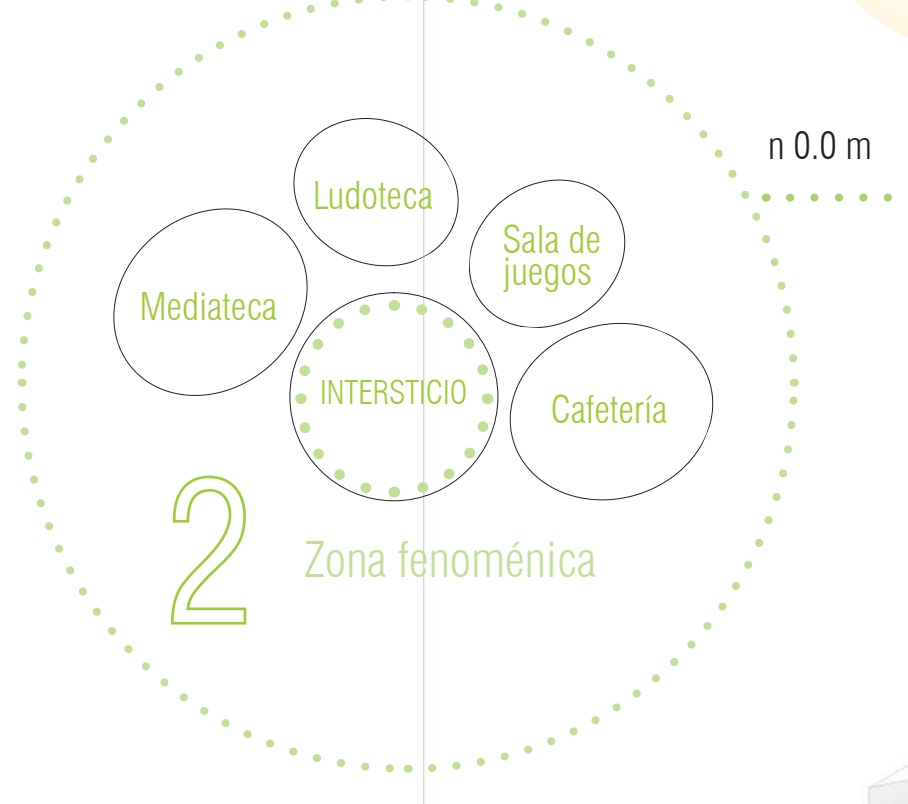 n 0.0 m
Ludoteca
Sala de
juegos
Mediateca
INTERSTICIO
Cafetería
2
Zona fenoménica